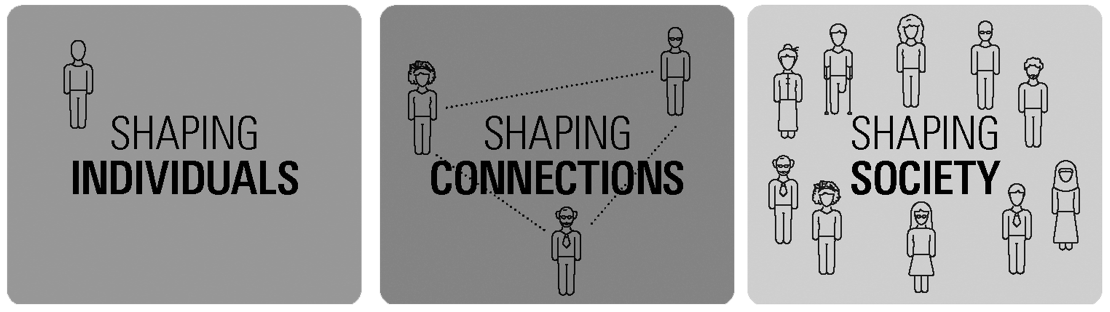 SHAPING
INDIVIDUALS
SHAPING
CONNECTIONS
SHAPING
SOCIETY